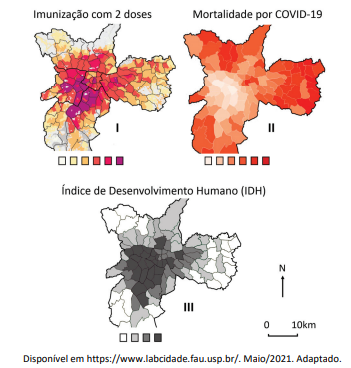 Imunização com 2 doses
Mortalidade por COVID-19
I
II
Índice de Desenvolvimento Humano (IDH)
III
N
0 10km
Disponível em https://www.labcidade.fau.usp.br/. Maio/2021. Adaptado.